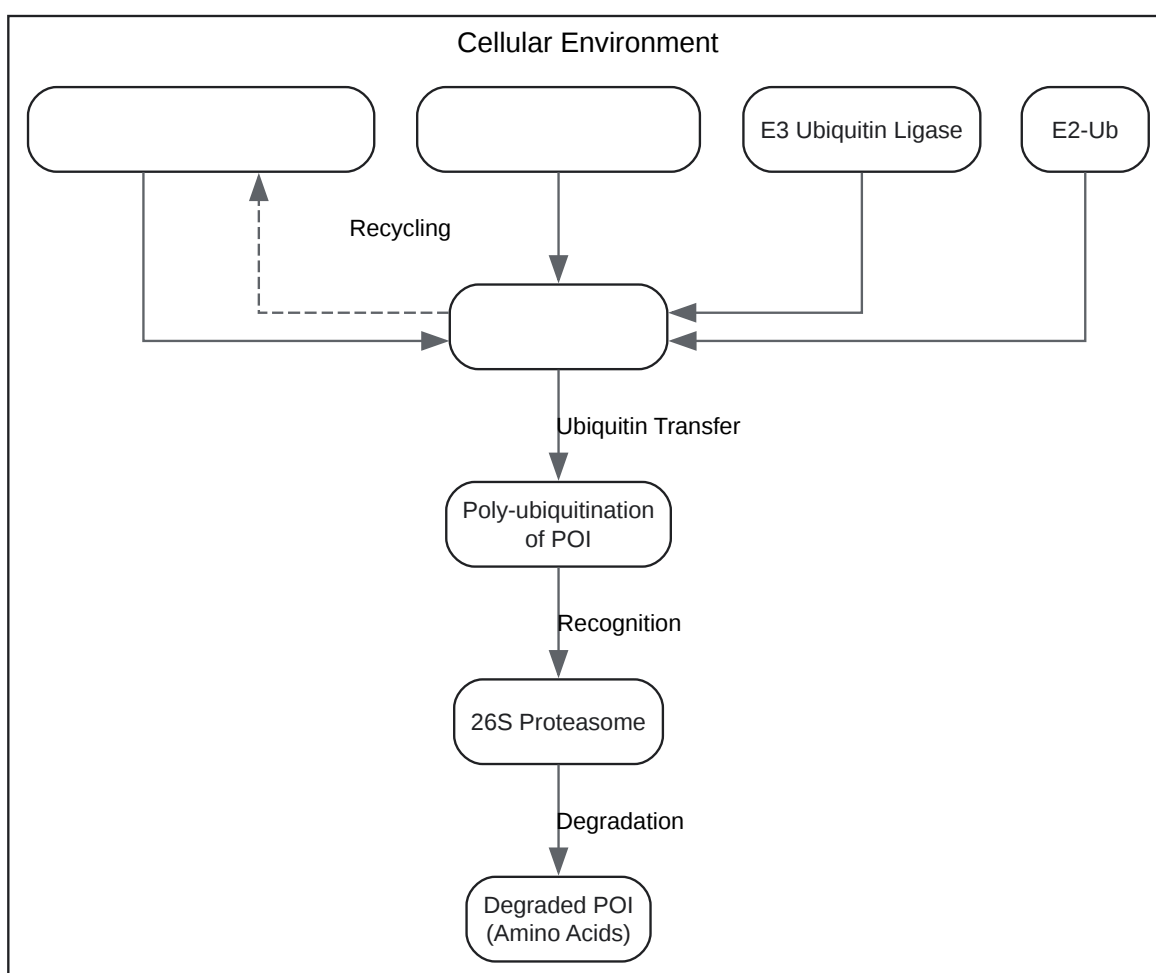 Cellular Environment
E3 Ubiquitin Ligase
E2-Ub
Recycling
Ubiquitin Transfer
Poly-ubiquitination
of POI
Recognition
26S Proteasome
Degradation
Degraded POI
(Amino Acids)